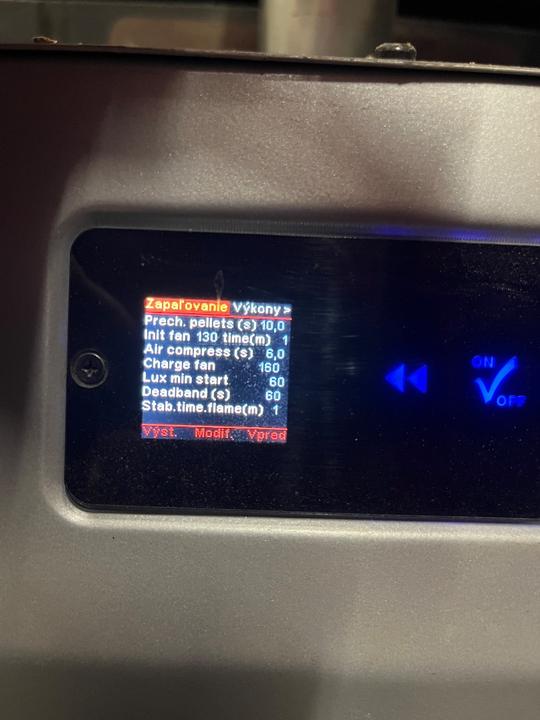 Zapaľovanie Výkony >
Prech. pellets (s) 10,0
Init fan 130 time(m) 1
Air compress (s) 6,0
Charge fan 160
Lux min start 60
Deadband (s) 60
Stab.time.flame(m) 1
Výst. Modif. Vpred
ON
OFF